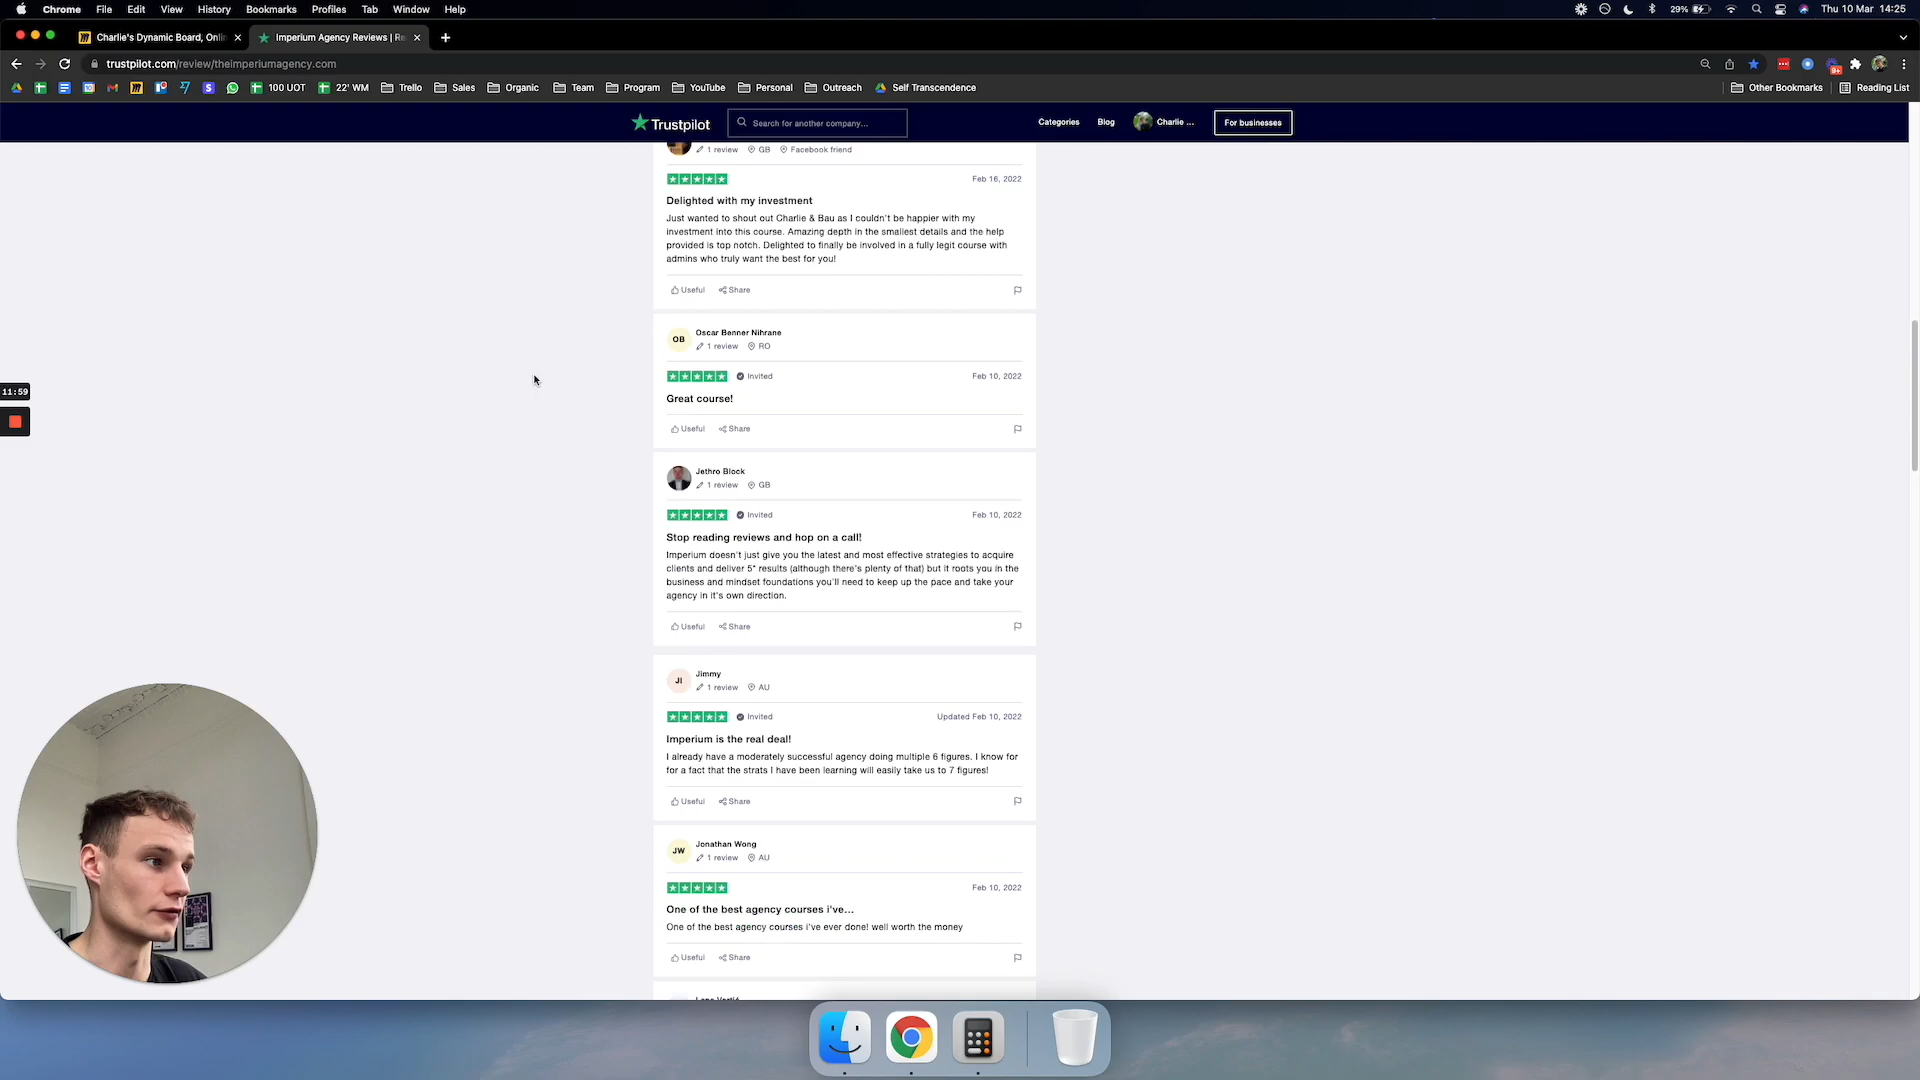 Chrome File Edit View History Bookmarks Profiles Tab Window Help
29% Thu 10 Mar 14:25
Charlie's Dynamic Board, Onlin
Imperium Agency Reviews | Re
trustpilot.com/review/theimperiumagency.com
100 UOT 22' WM Trello Sales Organic Team Program YouTube Personal Outreach Self Transcendence
Other Bookmarks Reading List
Trustpilot
Search for another company...
Categories Blog Charlie ... For businesses
1 review GB Facebook friend
Feb 16, 2022
Delighted with my investment
Just wanted to shout out Charlie & Bau as I couldn't be happier with my
investment into this course. Amazing depth in the smallest details and the help
provided is top notch. Delighted to finally be involved in a fully legit course with
admins who truly want the best for you!
Useful Share
OB
Oscar Benner Nihrane
1 review RO
Invited Feb 10, 2022
Great course!
Useful Share
Jethro Block
1 review GB
Invited Feb 10, 2022
Stop reading reviews and hop on a call!
Imperium doesn't just give you the latest and most effective strategies to acquire
clients and deliver 5* results (although there's plenty of that) but it roots you in the
business and mindset foundations you'll need to keep up the pace and take your
agency in it's own direction.
Useful Share
JI
Jimmy
1 review AU
Invited Updated Feb 10, 2022
Imperium is the real deal!
I already have a moderately successful agency doing multiple 6 figures. I know for
for a fact that the strats I have been learning will easily take us to 7 figures!
Useful Share
JW
Jonathan Wong
1 review AU
Feb 10, 2022
One of the best agency courses i've...
One of the best agency courses i've ever done! well worth the money
Useful Share
11:59
9+